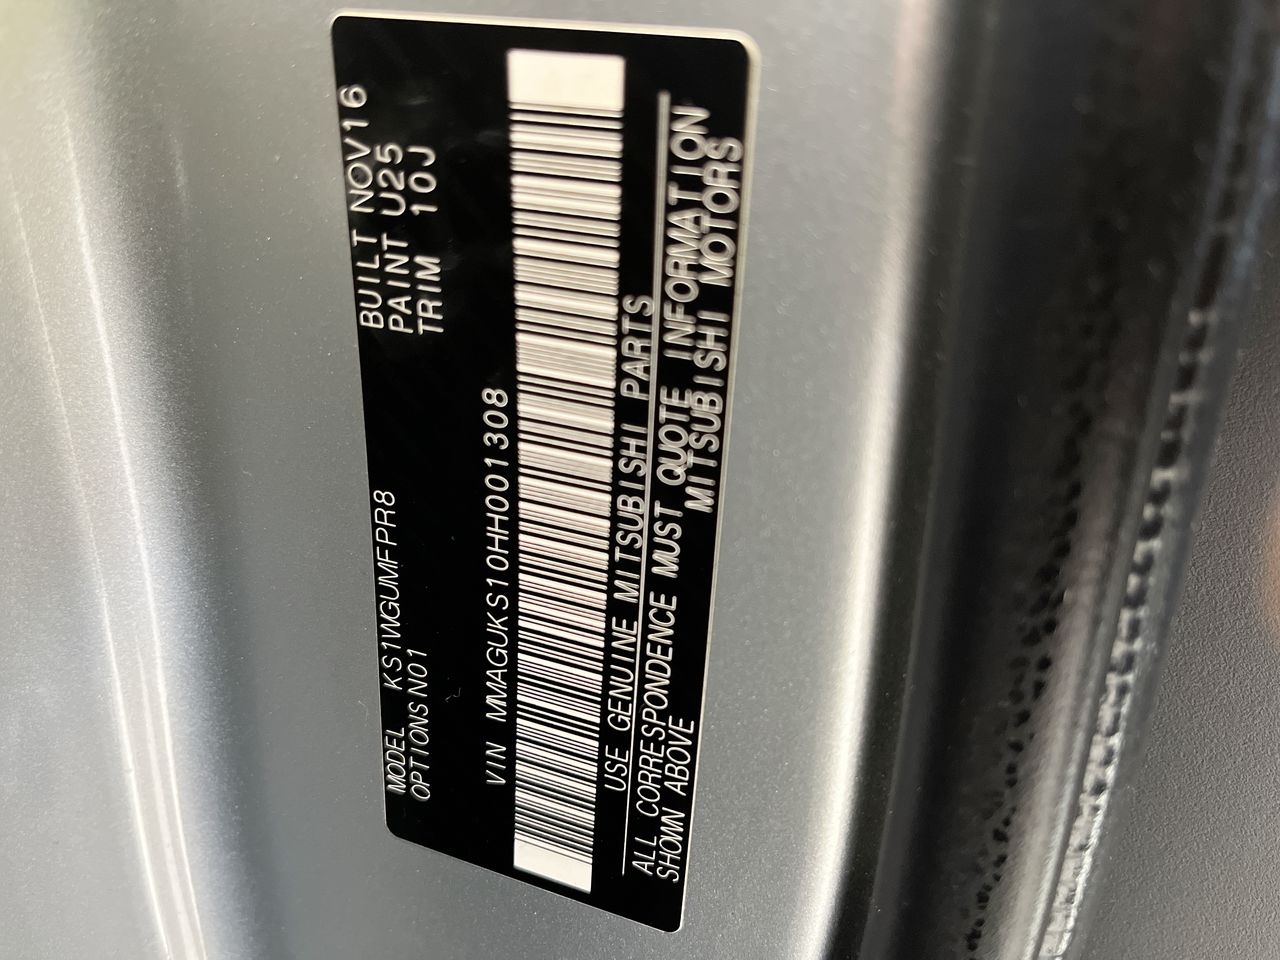 MODEL KS1WGUMFPR8 BUILT NOV16
OPTIONS N01 PAINT U25
TRIM 10J
VIN MMAGUKS10HH001308
USE GENUINE MITSUBISHI PARTS
ALL CORRESPONDENCE MUST QUOTE INFORMATION
SHOWN ABOVE MITSUBISHI MOTORS